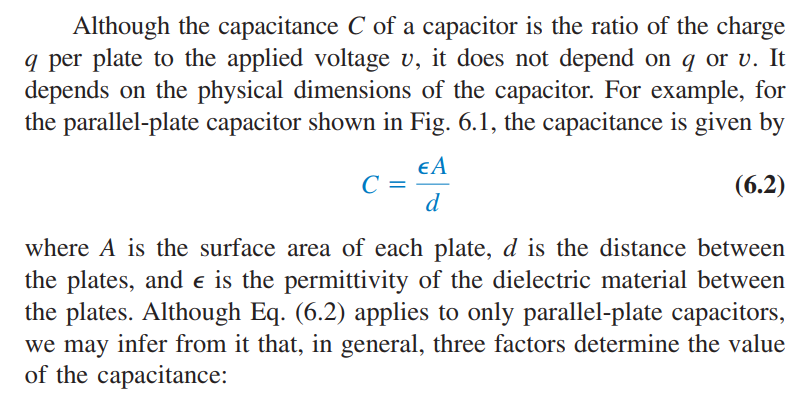 Although the capacitance C of a capacitor is the ratio of the charge
q per plate to the applied voltage v, it does not depend on q or v. It
depends on the physical dimensions of the capacitor. For example, for
the parallel-plate capacitor shown in Fig. 6.1, the capacitance is given by
C = ϵA / d (6.2)
where A is the surface area of each plate, d is the distance between
the plates, and ϵ is the permittivity of the dielectric material between
the plates. Although Eq. (6.2) applies to only parallel-plate capacitors,
we may infer from it that, in general, three factors determine the value
of the capacitance: